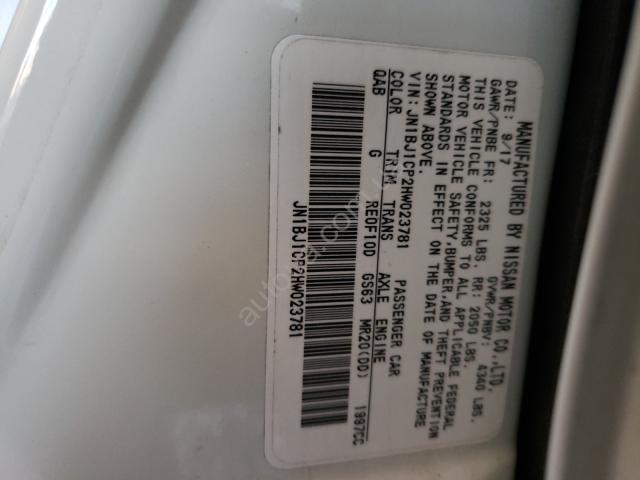 MANUFACTURED BY NISSAN MOTOR CO.,LTD.
DATE: 9/17 GVWR/PNBV: 4340 LBS.
GAWR/PNBE FR: 2325 LBS. RR: 2050 LBS.
THIS VEHICLE CONFORMS TO ALL APPLICABLE FEDERAL
MOTOR VEHICLE SAFETY,BUMPER,AND THEFT PREVENTION
STANDARDS IN EFFECT ON THE DATE OF MANUFACTURE
SHOWN ABOVE.
VIN:JN1BJ1CP2HW023781 PASSENGER CAR
COLOR TRIM TRANS AXLE ENGINE
QAB G RE0F10D GS63 MR20(DD) 1997CC
JN1BJ1CP2HW023781